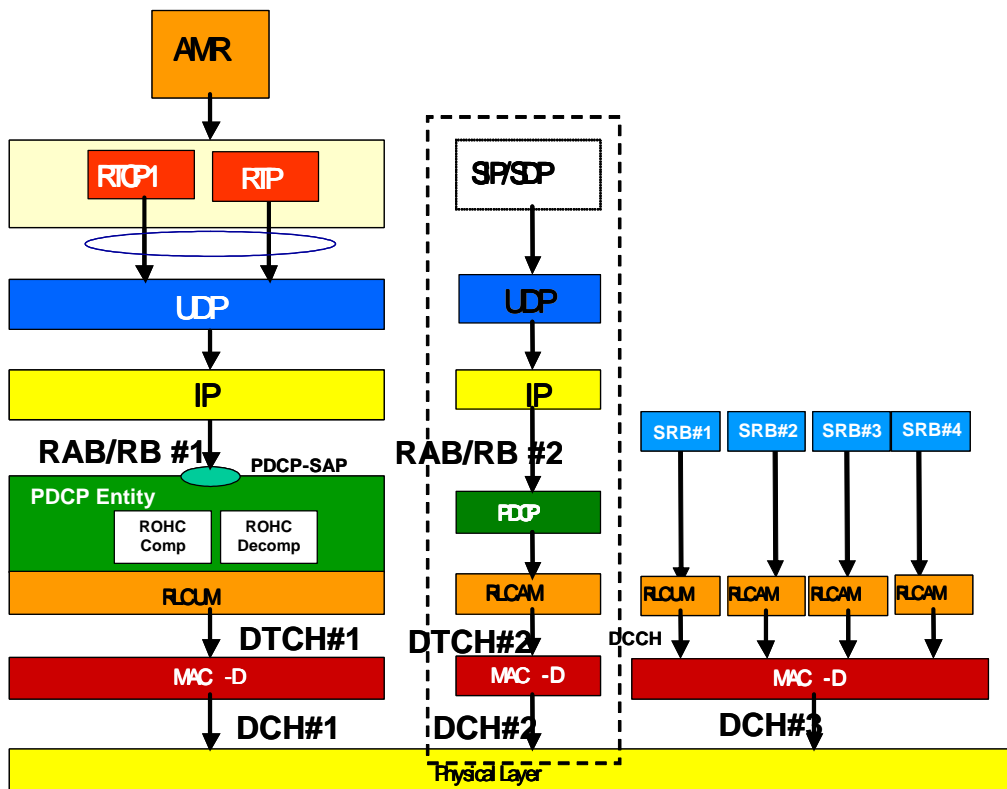 AMR
RTCP1
RTP
SIP/SDP
UDP
UDP
IP
IP
SRB#1
SRB#2
SRB#3
SRB#4
RAB/RB #1
PDCP-SAP
RAB/RB #2
PDCP Entity
ROHC
Comp
ROHC
Decomp
PDCP
RLCUM
RLCAM
RLCUM
RLCAM
RLCAM
RLCAM
DTCH#1
DTCH#2
DCCH
MAC -D
MAC -D
MAC -D
DCH#1
DCH#2
DCH#3
Physical Layer